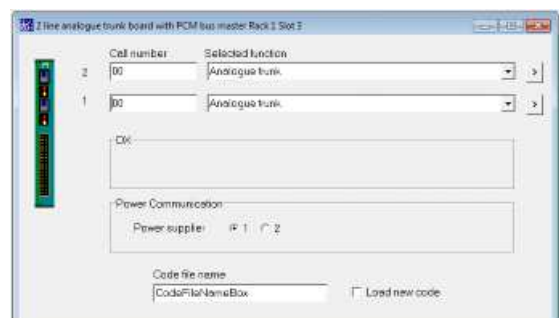 2 line analogue trunk board with PCM bus master Rack 1 Slot 3
Call number Selected function
2 00 Analogue trunk >
1 00 Analogue trunk >
DX
Power Communication
Power supplier 1 2
Code file name
CodeFileNameBox Load new code